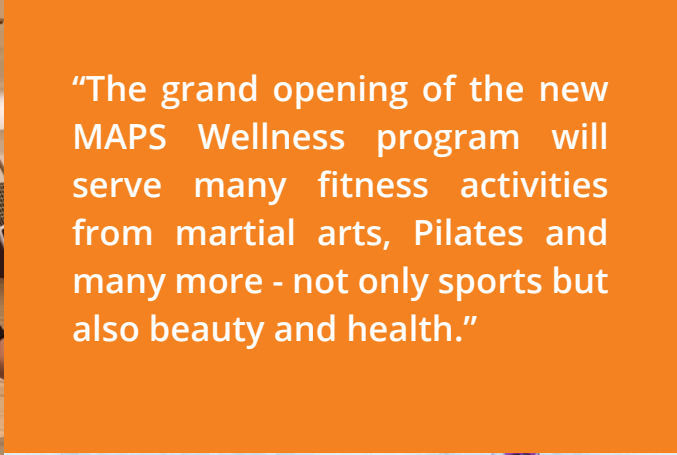 “The grand opening of the new
MAPS Wellness program will
serve many fitness activities
from martial arts, Pilates and
many more - not only sports but
also beauty and health.”